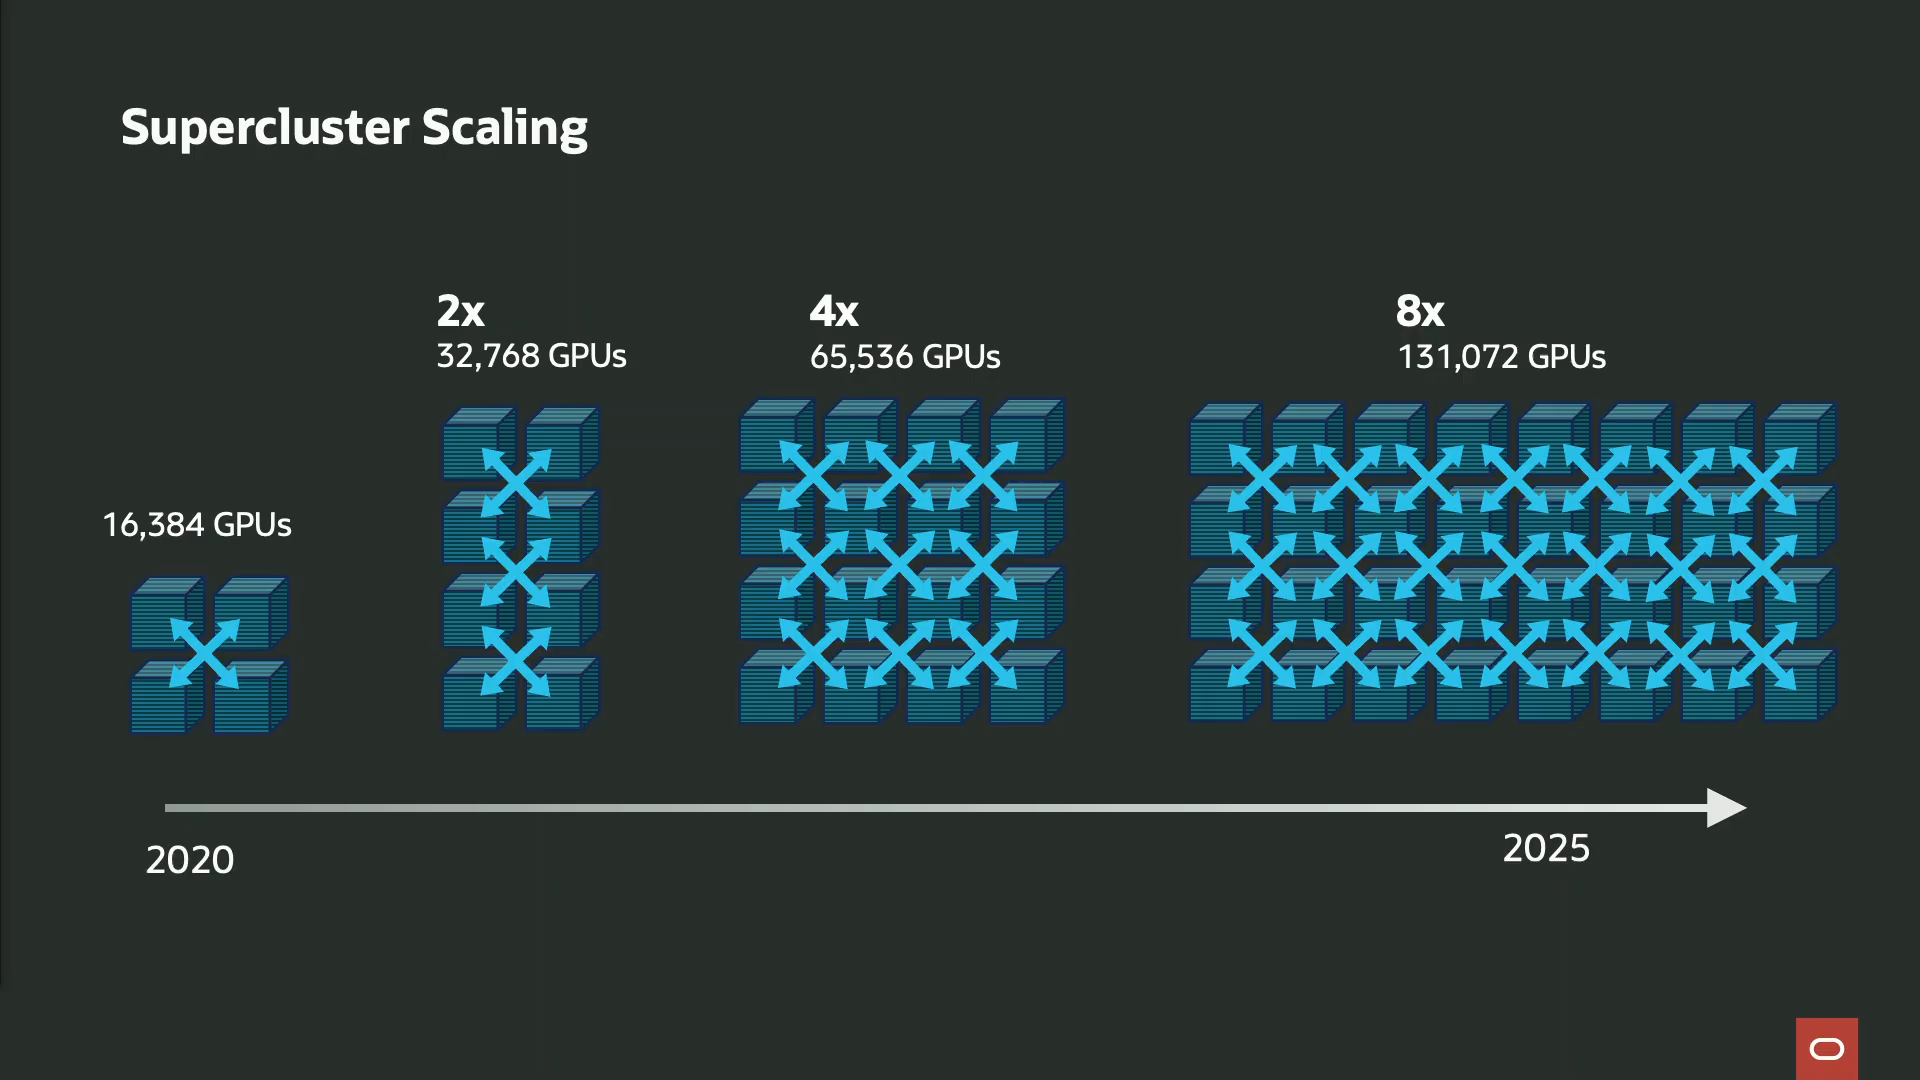 Supercluster Scaling
16,384 GPUs
2x
32,768 GPUs
4x
65,536 GPUs
8x
131,072 GPUs
2020
2025